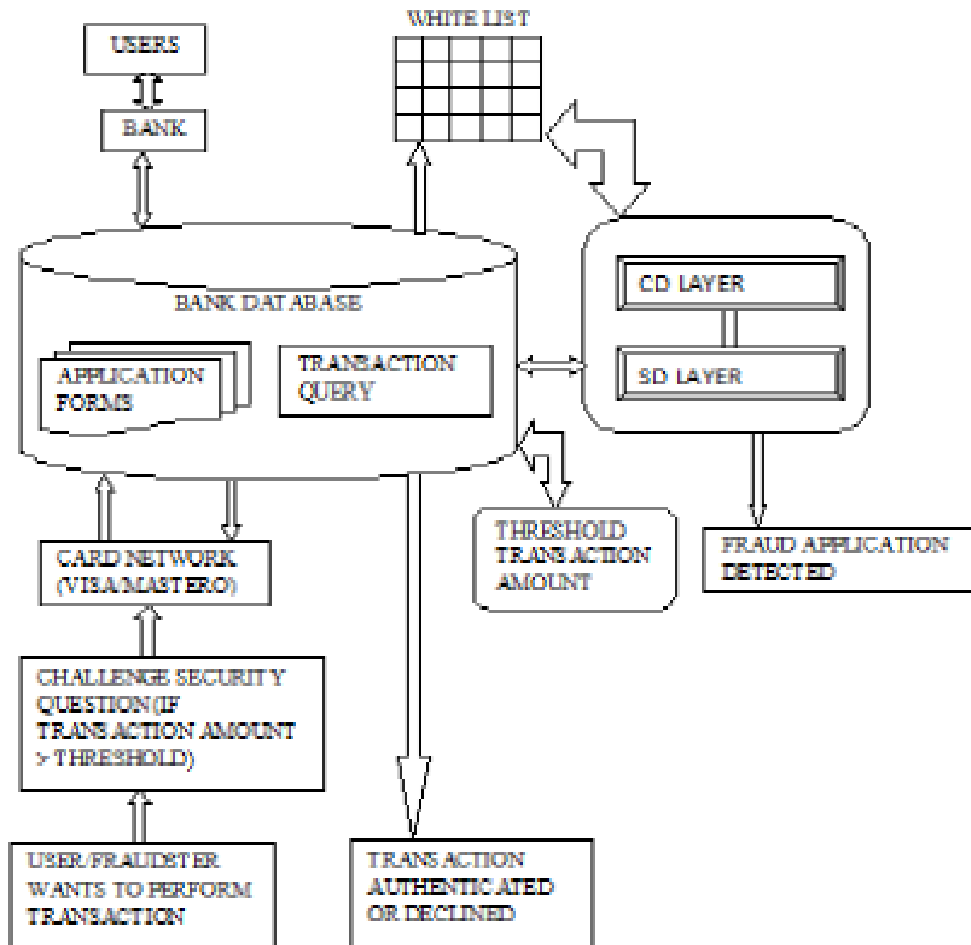 WHITE LIST
USERS
BANK
BANK DATABASE
CD LAYER
SD LAYER
APPLICATION
FORMS
TRANSACTION
QUERY
CARD NETWORK
(VISA/MASTERO)
THRESHOLD
TRANSACTION
AMOUNT
FRAUD APPLICATION
DETECTED
CHALLENGE SECURITY
QUESTION (IF
TRANSACTION AMOUNT
> THRESHOLD)
USER/FRAUDSTER
WANTS TO PERFORM
TRANSACTION
TRANSACTION
AUTHENTICATED
OR DECLINED